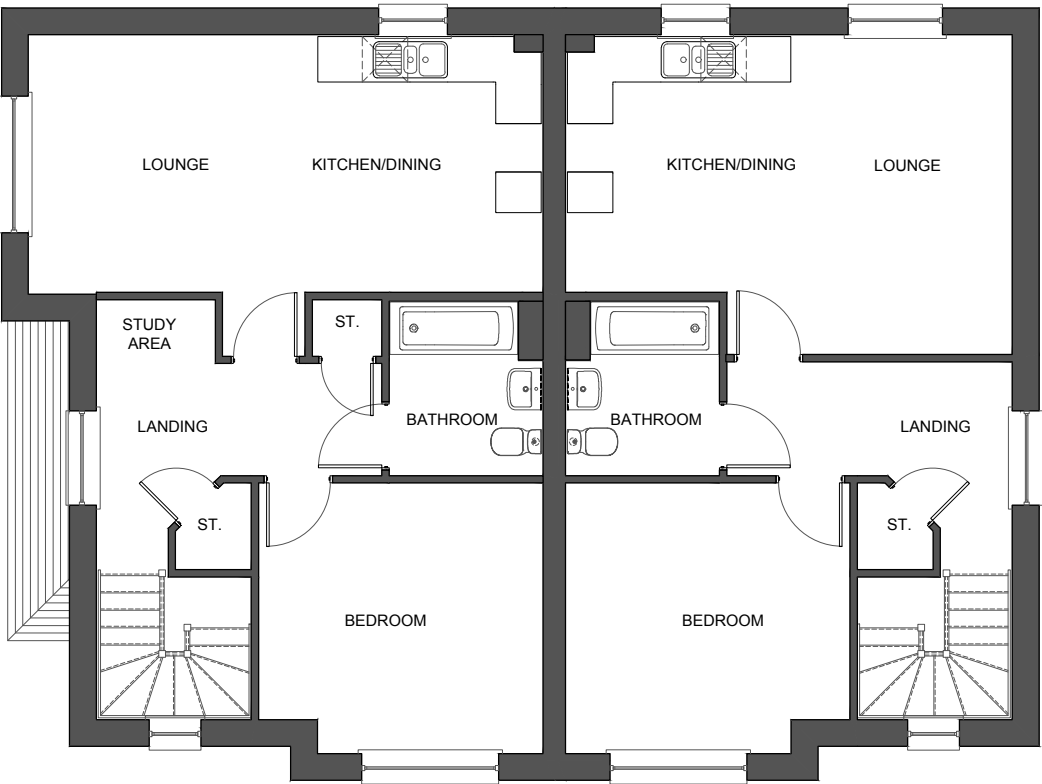 LOUNGE
KITCHEN/DINING
KITCHEN/DINING
LOUNGE
STUDY
AREA
ST.
BATHROOM
BATHROOM
LANDING
LANDING
ST.
ST.
BEDROOM
BEDROOM